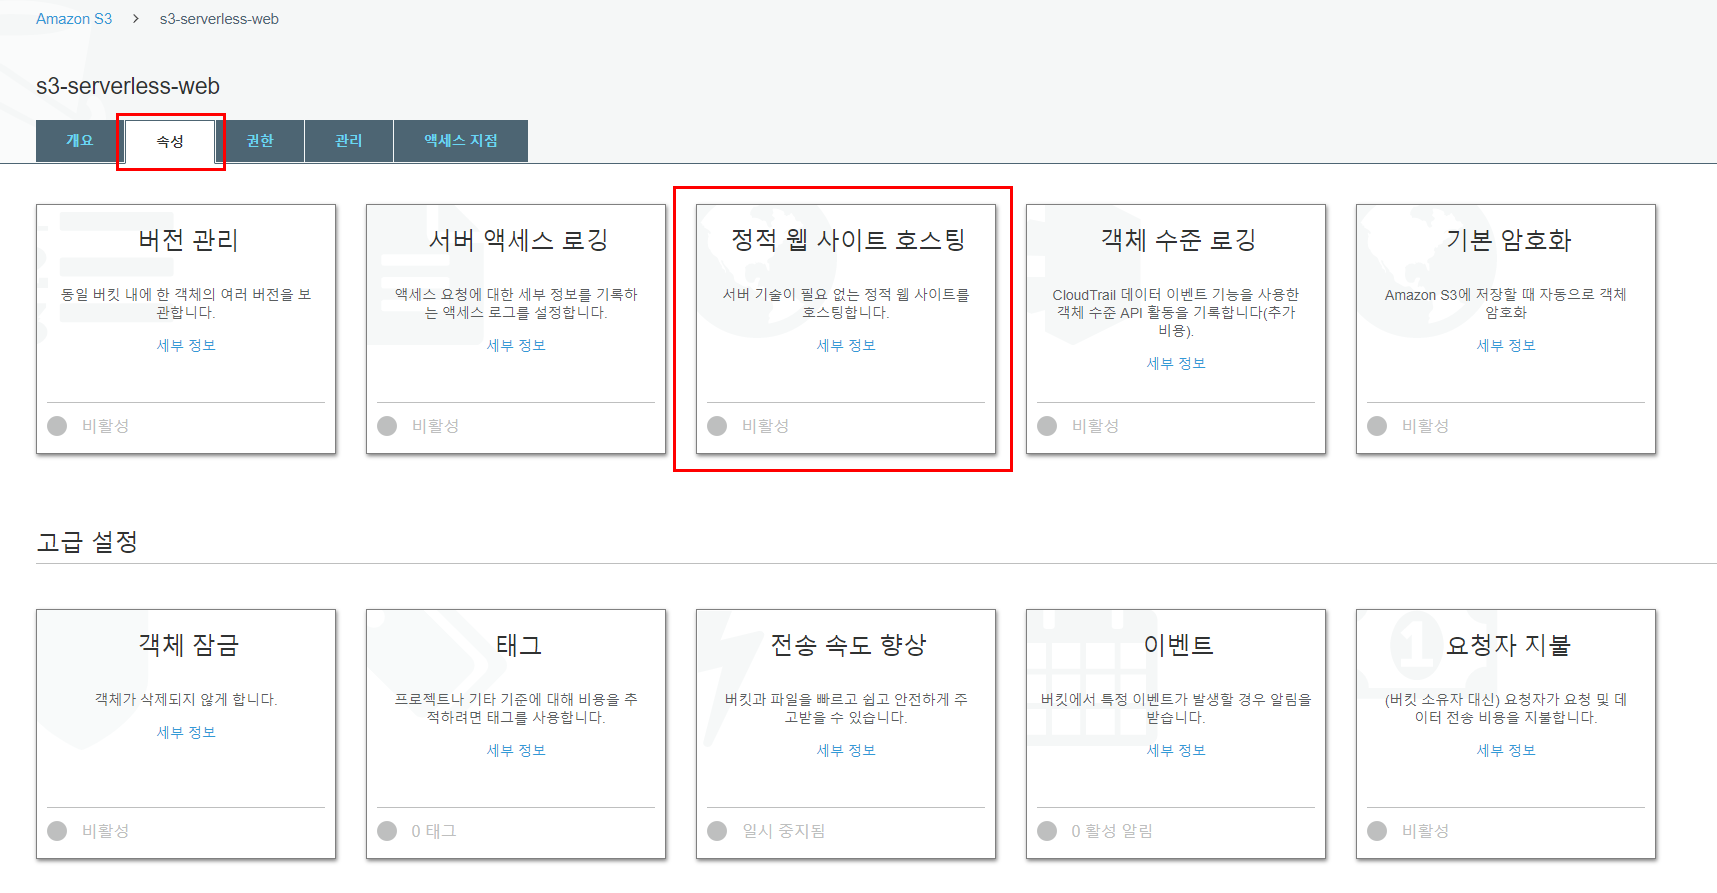 Amazon S3 > s3-serverless-web
s3-serverless-web
개요 속성 권한 관리 액세스 지점
버전 관리
동일 버킷 내에 한 객체의 여러 버전을 보
관합니다.
세부 정보
비활성
서버 액세스 로깅
액세스 요청에 대한 세부 정보를 기록하
는 액세스 로그를 설정합니다.
세부 정보
비활성
정적 웹 사이트 호스팅
서버 기술이 필요 없는 정적 웹 사이트를
호스팅합니다.
세부 정보
비활성
객체 수준 로깅
CloudTrail 데이터 이벤트 기능을 사용한
객체 수준 API 활동을 기록합니다(추가
비용).
세부 정보
비활성
기본 암호화
Amazon S3에 저장할 때 자동으로 객체
암호화
세부 정보
비활성
고급 설정
객체 잠금
객체가 삭제되지 않게 합니다.
세부 정보
비활성
태그
프로젝트나 기타 기준에 대해 비용을 추
적하려면 태그를 사용합니다.
세부 정보
0 태그
전송 속도 향상
버킷과 파일을 빠르고 쉽고 안전하게 주
고받을 수 있습니다.
세부 정보
일시 중지됨
이벤트
버킷에서 특정 이벤트가 발생할 경우 알림을
받습니다.
세부 정보
0 활성 알림
요청자 지불
(버킷 소유자 대신) 요청자가 요청 및 데
이터 전송 비용을 지불합니다.
세부 정보
비활성